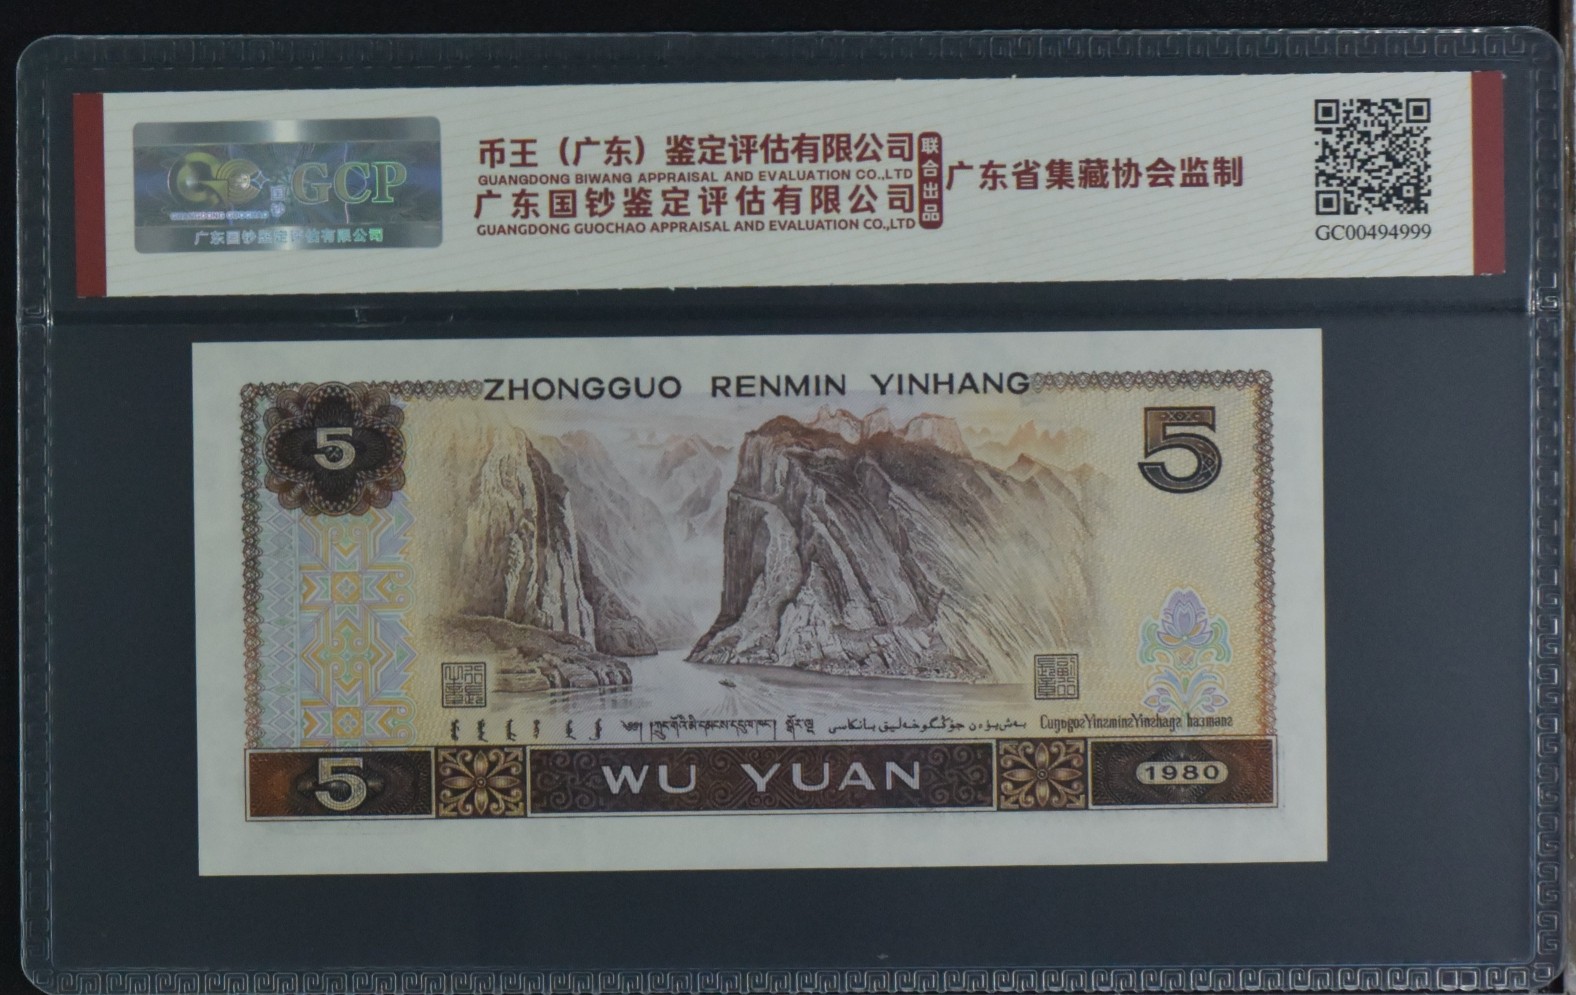 GCP
广东国钞鉴定评估有限公司
币王（广东）鉴定评估有限公司
GUANGDONG BIWANG APPRAISAL AND EVALUATION CO.,LTD
广东国钞鉴定评估有限公司
GUANGDONG GUOCHAO APPRAISAL AND EVALUATION CO.,LTD
联合出品
广东省集藏协会监制
GC00494999
ZHONGGUO RENMIN YINHANG
5
5
5 WU YUAN 1980